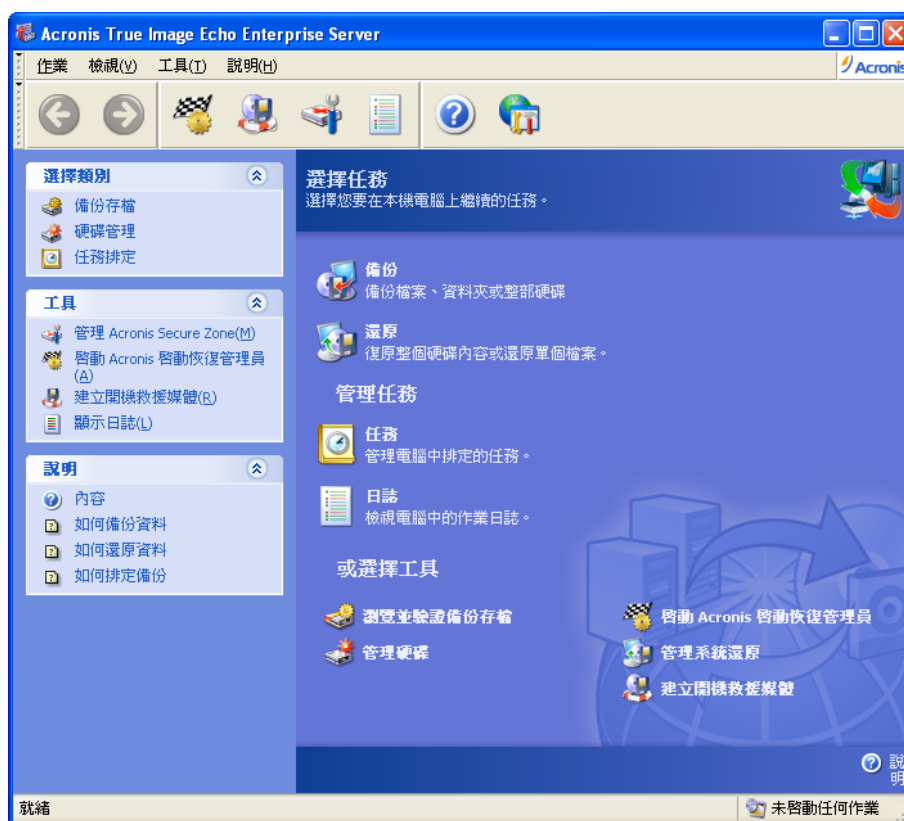 Acronis True Image Echo Enterprise Server
作業 檢視(V) 工具(T) 說明(H)
Acronis
選擇類別
備份存檔
硬碟管理
任務排定
工具
管理 Acronis Secure Zone(M)
啓動 Acronis 啓動恢復管理員
(A)
建立開機救援媒體(R)
顯示日誌(L)
說明
內容
如何備份資料
如何還原資料
如何排定備份
選擇任務
選擇您要在本機電腦上繼續的任務。
備份
備份檔案、資料夾或整部硬碟
還原
復原整個硬碟內容或還原單個檔案。
管理任務
任務
管理電腦中排定的任務。
日誌
檢視電腦中的作業日誌。
或選擇工具
瀏覽並驗證備份存檔
管理硬碟
啓動 Acronis 啓動恢復管理員
管理系統還原
建立開機救援媒體
說
明
就緒
未啓動任何作業